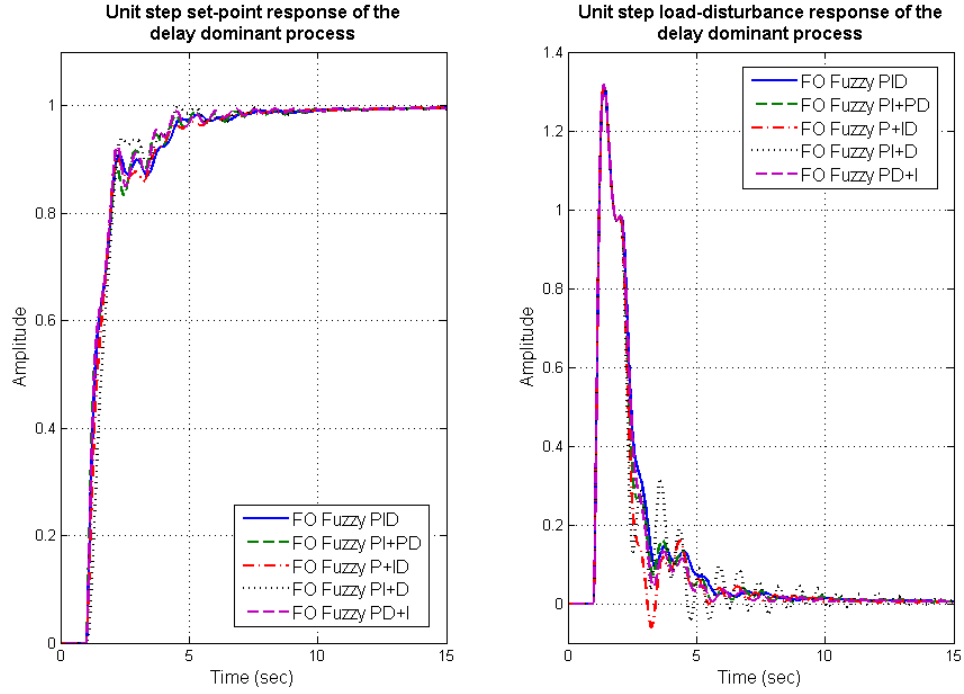 Unit step set-point response of the
delay dominant process
Amplitude
1
0.8
0.6
0.4
0.2
0
0
5
10
15
Time (sec)
FO Fuzzy PID
FO Fuzzy PI+PD
FO Fuzzy P+ID
FO Fuzzy PI+D
FO Fuzzy PD+I
Unit step load-disturbance response of the
delay dominant process
Amplitude
1.4
1.2
1
0.8
0.6
0.4
0.2
0
0
5
10
15
Time (sec)
FO Fuzzy PID
FO Fuzzy PI+PD
FO Fuzzy P+ID
FO Fuzzy PI+D
FO Fuzzy PD+I